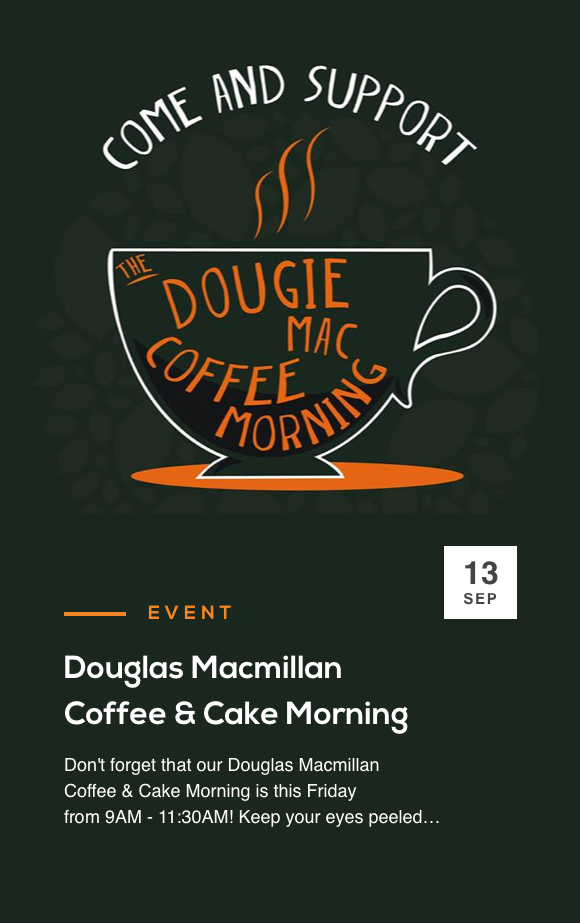 COME AND SUPPORT
THE
DOUGIE
MAC
COFFEE
MORNING
13
SEP
EVENT
Douglas Macmillan
Coffee & Cake Morning
Don't forget that our Douglas Macmillan
Coffee & Cake Morning is this Friday
from 9AM - 11:30AM! Keep your eyes peeled...